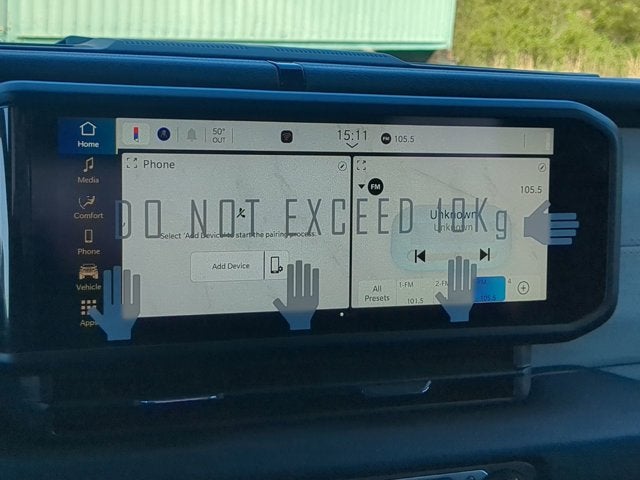 Home
50°
OUT
15:11
FM 105.5
Media
Phone
FM
105.5
Comfort
DO NOT EXCEED 10Kg
Unknown
Unknown
Select 'Add Device' to start the pairing process.
Phone
Add Device
Vehicle
All
Presets
1-FM
101.5
2-FM
4
105.5
Apps